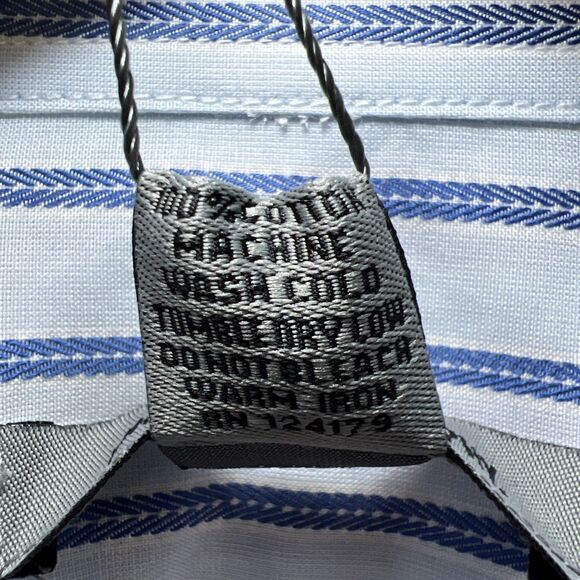 100% COTTON
MACHINE
WASH COLD
TUMBLE DRY LOW
DO NOT BLEACH
WARM IRON
RN 124179